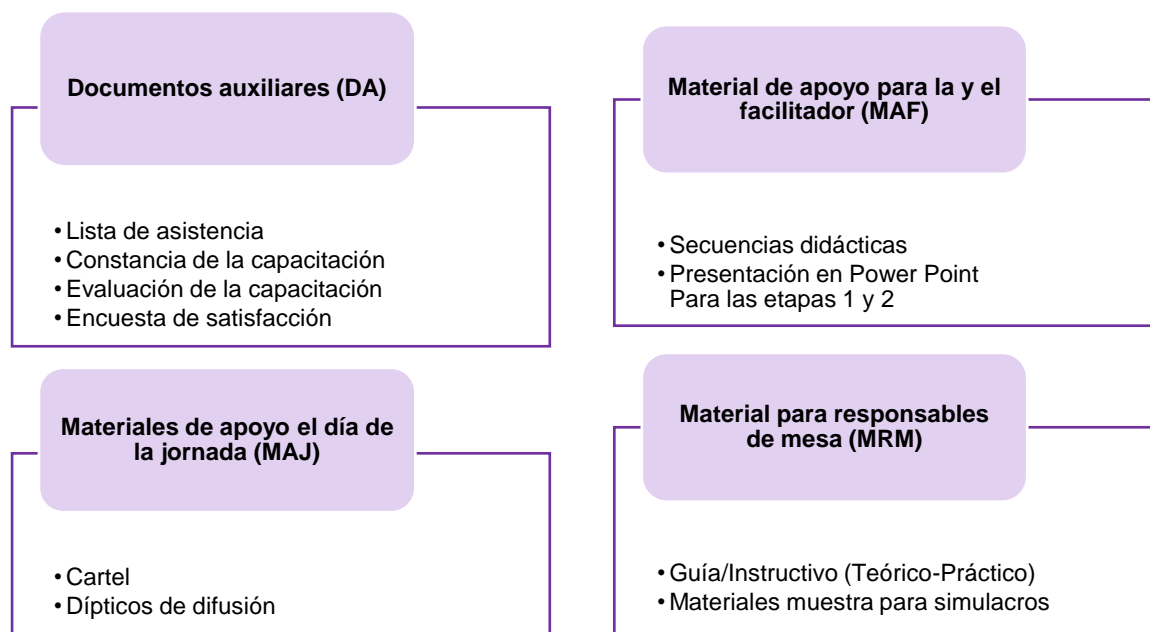 Documentos auxiliares (DA)
• Lista de asistencia
• Constancia de la capacitación
• Evaluación de la capacitación
• Encuesta de satisfacción
Material de apoyo para la y el
facilitador (MAF)
• Secuencias didácticas
• Presentación en Power Point
Para las etapas 1 y 2
Materiales de apoyo el día de
la jornada (MAJ)
• Cartel
• Dípticos de difusión
Material para responsables
de mesa (MRM)
• Guía/Instructivo (Teórico-Práctico)
• Materiales muestra para simulacros